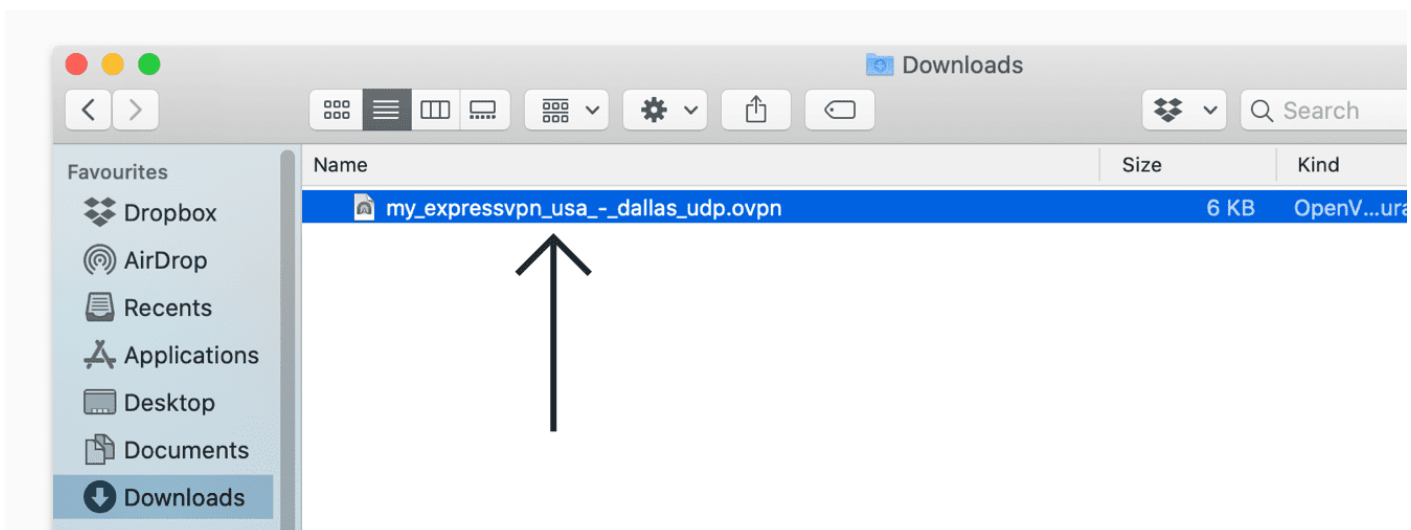 Downloads
Search
Favourites
Dropbox
AirDrop
Recents
Applications
Desktop
Documents
Downloads
Name Size Kind
my_expressvpn_usa_-_dallas_udp.ovpn 6 KB OpenV...ura